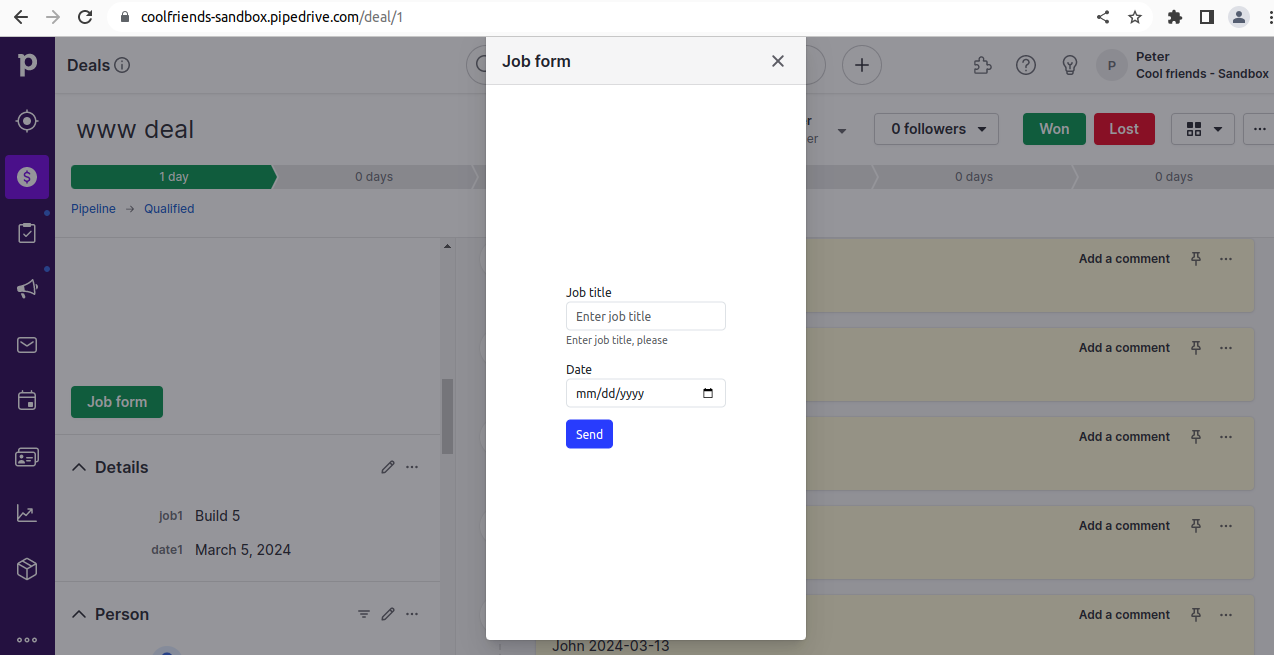 coolfriends-sandbox.pipedrive.com/deal/1
Deals
Job form
P
Peter
Cool friends - Sandbox
www deal
0 followers
Won
Lost
1 day
0 days
0 days
0 days
Pipeline → Qualified
Add a comment
Job title
Enter job title
Enter job title, please
Add a comment
Date
mm/dd/yyyy
Job form
Send
Add a comment
Details
job1 Build 5
Add a comment
date1 March 5, 2024
Person
Add a comment
John 2024-03-13